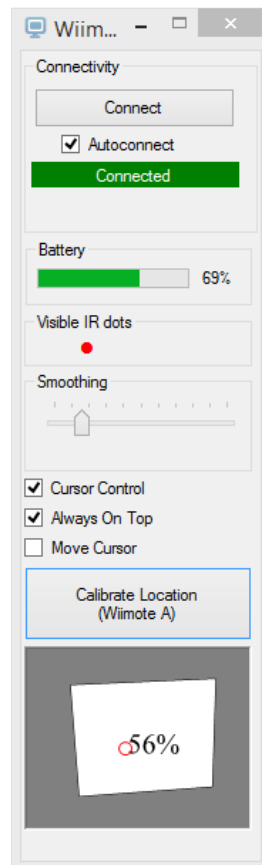 Wiim...
Connectivity
Connect
Autoconnect
Connected
Battery
69%
Visible IR dots
Smoothing
Cursor Control
Always On Top
Move Cursor
Calibrate Location
(Wiimote A)
56%